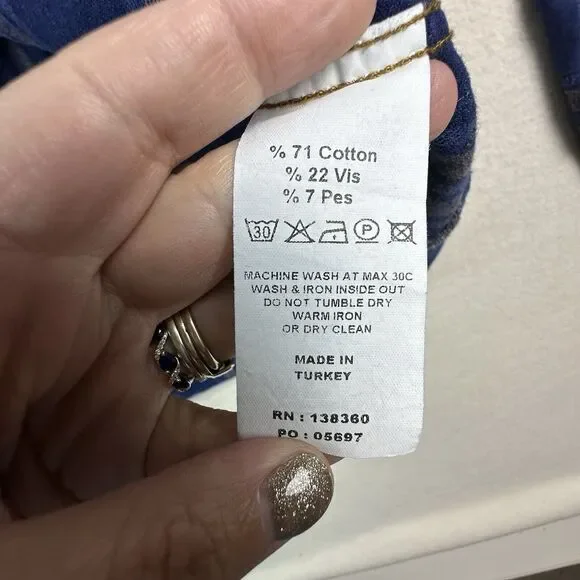 % 71 Cotton
% 22 Vis
% 7 Pes
30 P
MACHINE WASH AT MAX 30C
WASH & IRON INSIDE OUT
DO NOT TUMBLE DRY
WARM IRON
OR DRY CLEAN
MADE IN
TURKEY
RN : 138360
PO : 05697